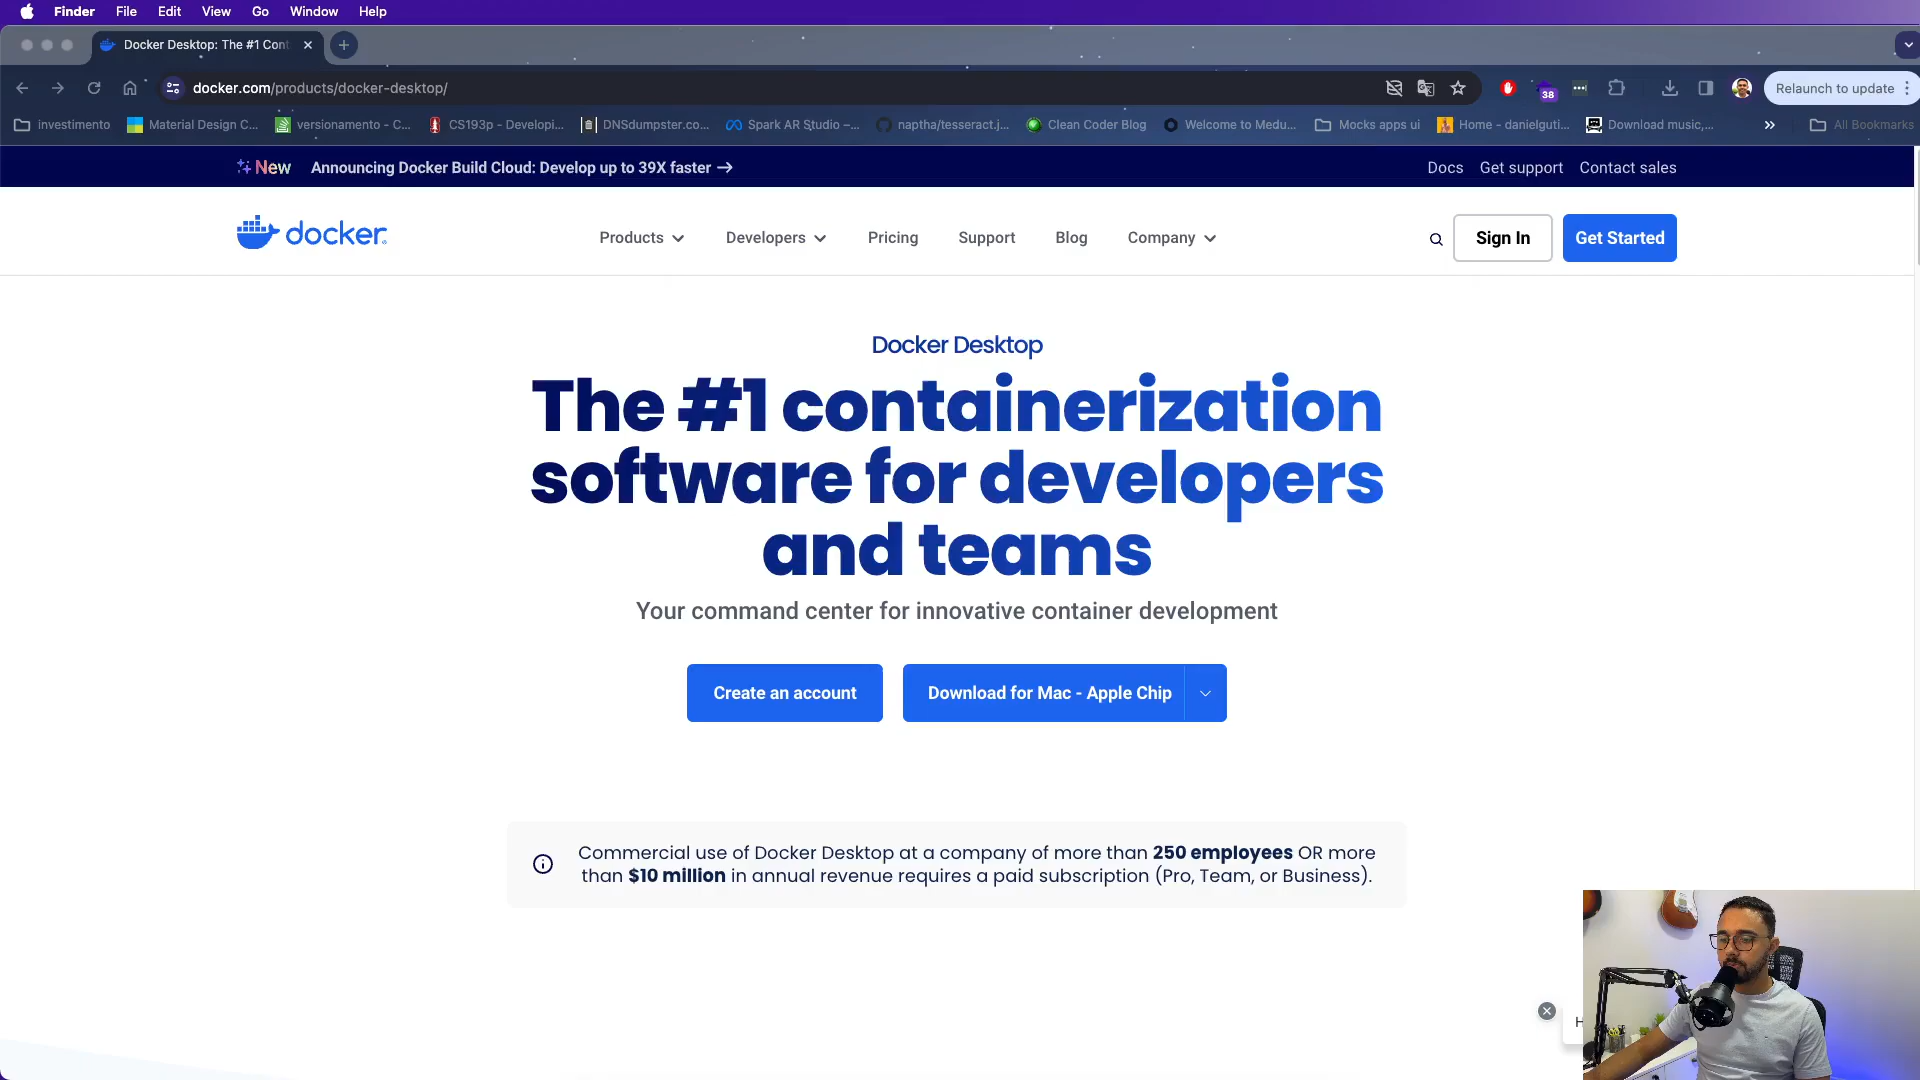 Finder File Edit View Go Window Help
Docker Desktop: The #1 Cont
docker.com/products/docker-desktop/
38
Relaunch to update
investimento
Material Design C...
versionamento - C...
CS193p - Developi...
DNSdumpster.co...
Spark AR Studio –...
naptha/tesseract.j...
Clean Coder Blog
Welcome to Medu...
Mocks apps ui
Home - danielguti...
Download music,...
All Bookmarks
New Announcing Docker Build Cloud: Develop up to 39X faster →
Docs Get support Contact sales
docker
Products Developers Pricing Support Blog Company
Sign In
Get Started
Docker Desktop
The #1 containerization
software for developers
and teams
Your command center for innovative container development
Create an account
Download for Mac - Apple Chip
Commercial use of Docker Desktop at a company of more than 250 employees OR more
than $10 million in annual revenue requires a paid subscription (Pro, Team, or Business).